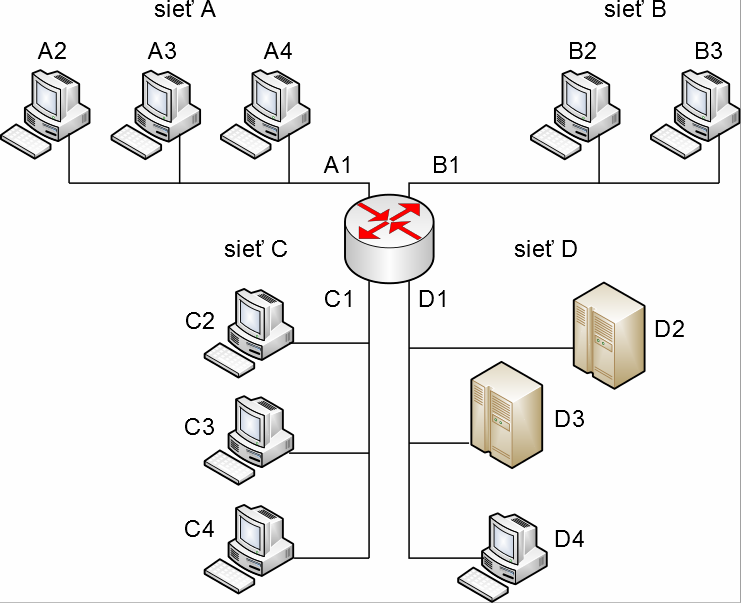 sieť A
sieť B
A2
A3
A4
B2
B3
A1
B1
sieť C
sieť D
C1
D1
C2
D2
C3
D3
C4
D4